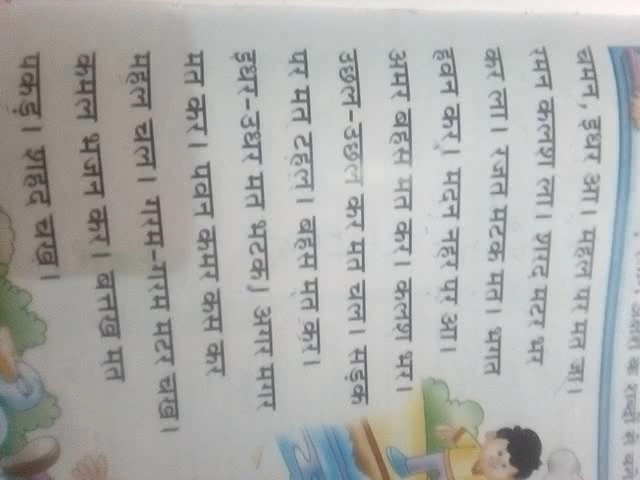 चमन, इधर आ। महल पर मत जा।
रमन कलश ला। शरद मटर भर
कर ला। रजत मटक मत। भगत
हवन कर। मदन नहर पर आ।
अमर बहस मत कर। कलश भर।
उछल-उछल कर मत चल। सड़क
पर मत टहल। बहस मत कर।
इधर-उधर मत भटक। अगर मगर
मत कर। पवन कमर कस कर
महल चल। गरम-गरम मटर चख।
कमल भजन कर। बतख मत
पकड़। शहद चख।